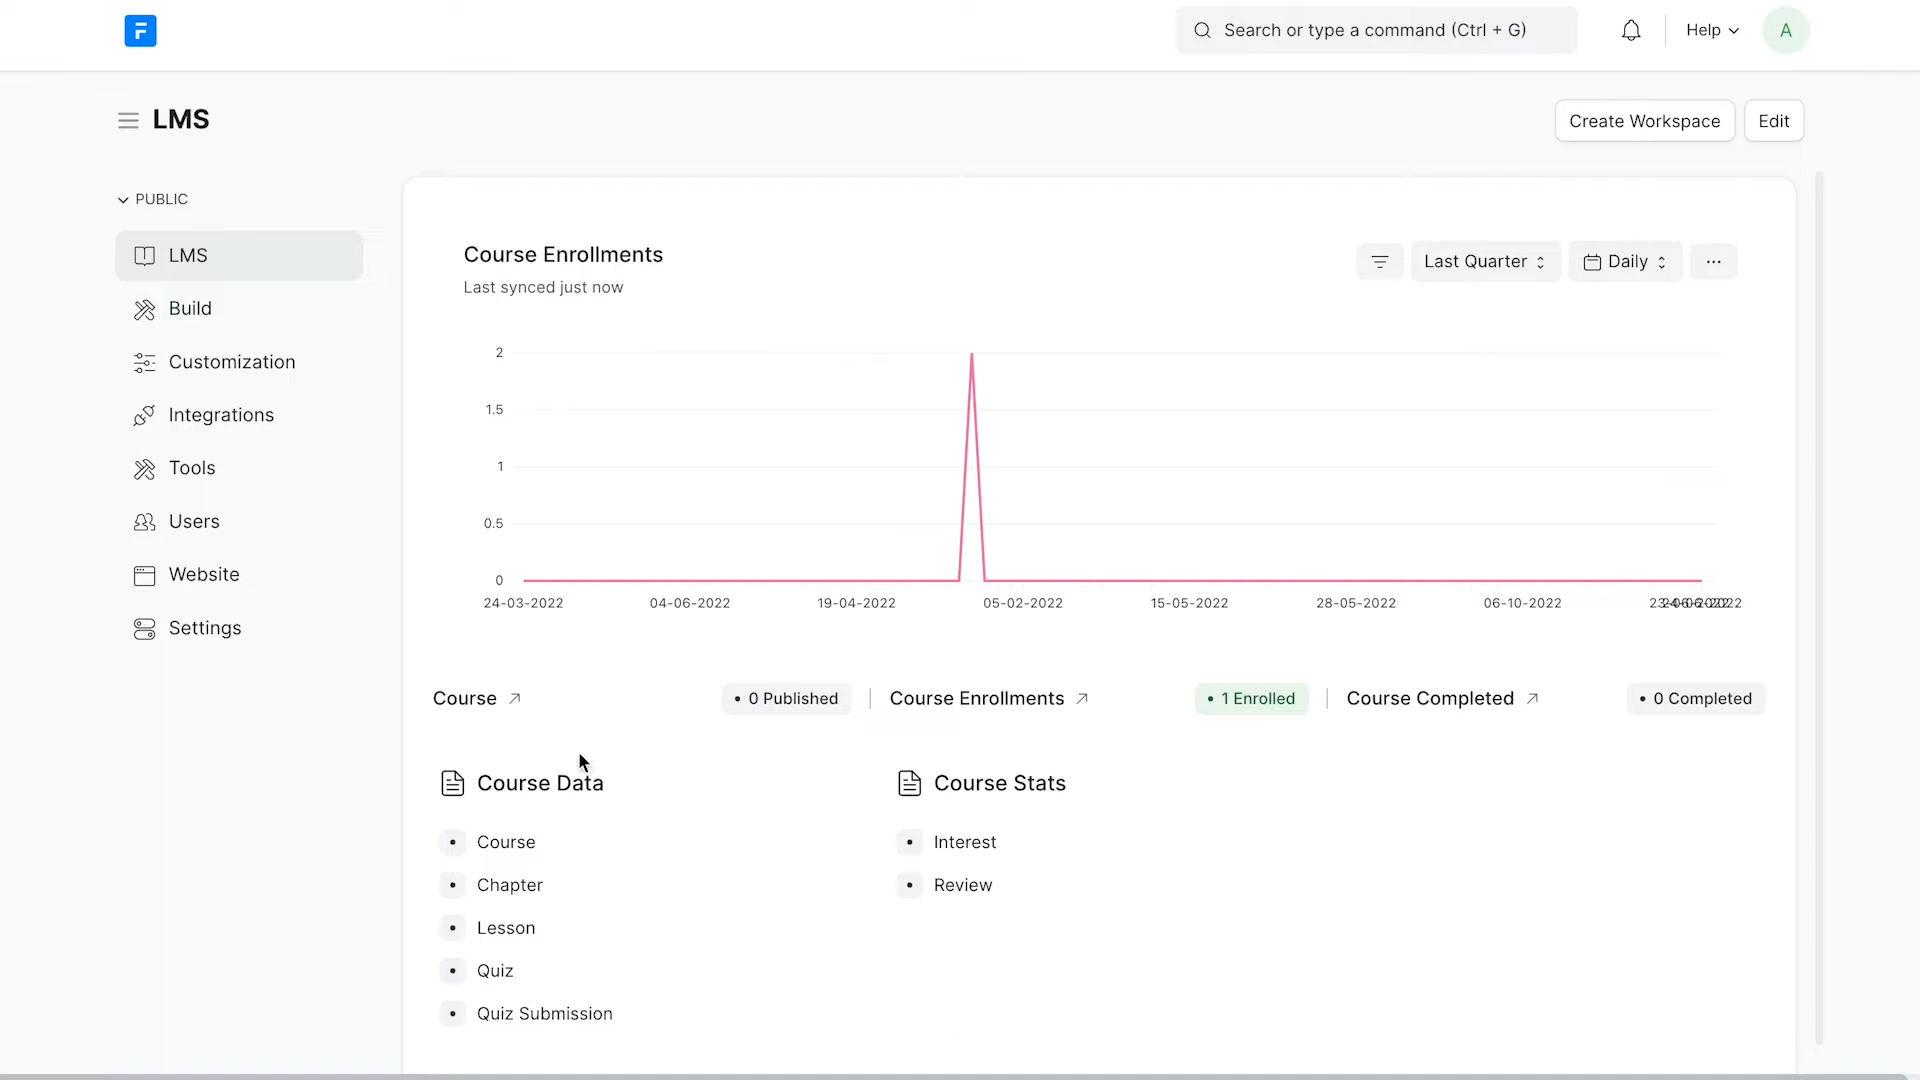 Search or type a command (Ctrl + G)
Help
A
LMS
Create Workspace
Edit
PUBLIC
LMS
Build
Customization
Integrations
Tools
Users
Website
Settings
Course Enrollments
Last synced just now
Last Quarter
Daily
2
1.5
1
0.5
0
24-03-2022
04-06-2022
19-04-2022
05-02-2022
15-05-2022
28-05-2022
06-10-2022
Course
0 Published
Course Enrollments
1 Enrolled
Course Completed
0 Completed
Course Data
Course
Chapter
Lesson
Quiz
Quiz Submission
Course Stats
Interest
Review